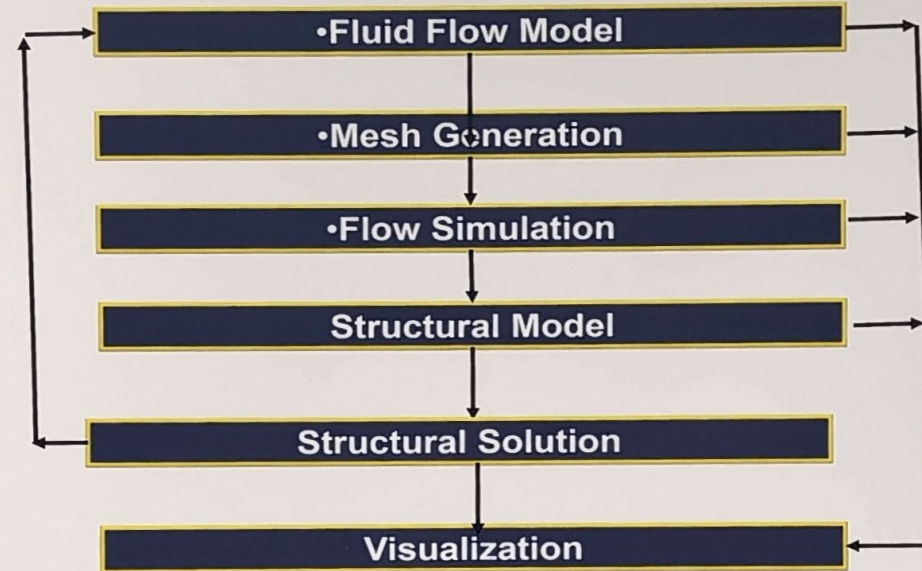 •Fluid Flow Model
•Mesh Generation
•Flow Simulation
Structural Model
Structural Solution
Visualization